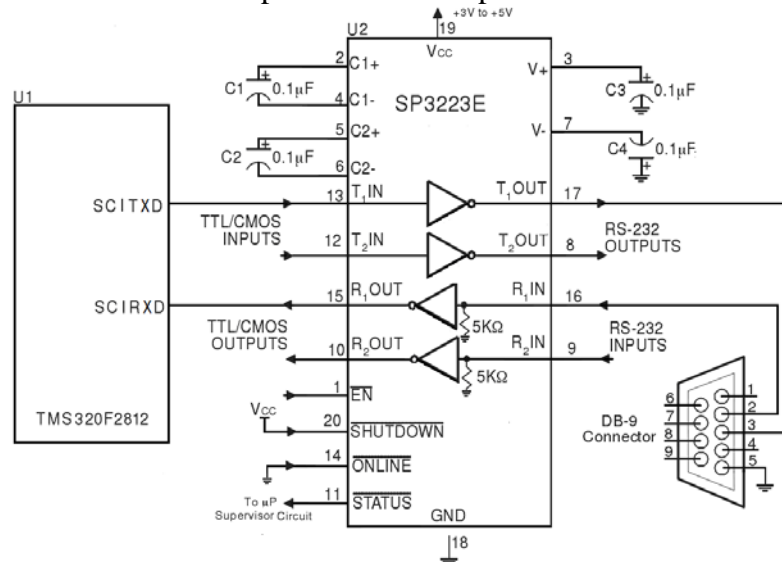 +3V to +5V
U2
19
VCC
2 C1+
C1 + 0.1µF
4 C1-
5 C2+
C2 + 0.1µF
6 C2-
SP3223E
V+ 3
C3 + 0.1µF
V- 7
C4 0.1µF +
U1
SCITXD
13 T1IN
T1OUT 17
TTL/CMOS
INPUTS
12 T2IN
T2OUT 8
RS-232
OUTPUTS
SCIRXD
15 R1OUT
R1IN 16
5KΩ
TTL/CMOS
OUTPUTS
10 R2OUT
R2IN 9
RS-232
INPUTS
5KΩ
1 EN
VCC
20 SHUTDOWN
14 ONLINE
11 STATUS
To µP
Supervisor Circuit
GND
18
TMS320F2812
DB-9
Connector
6
7
8
9
1
2
3
4
5